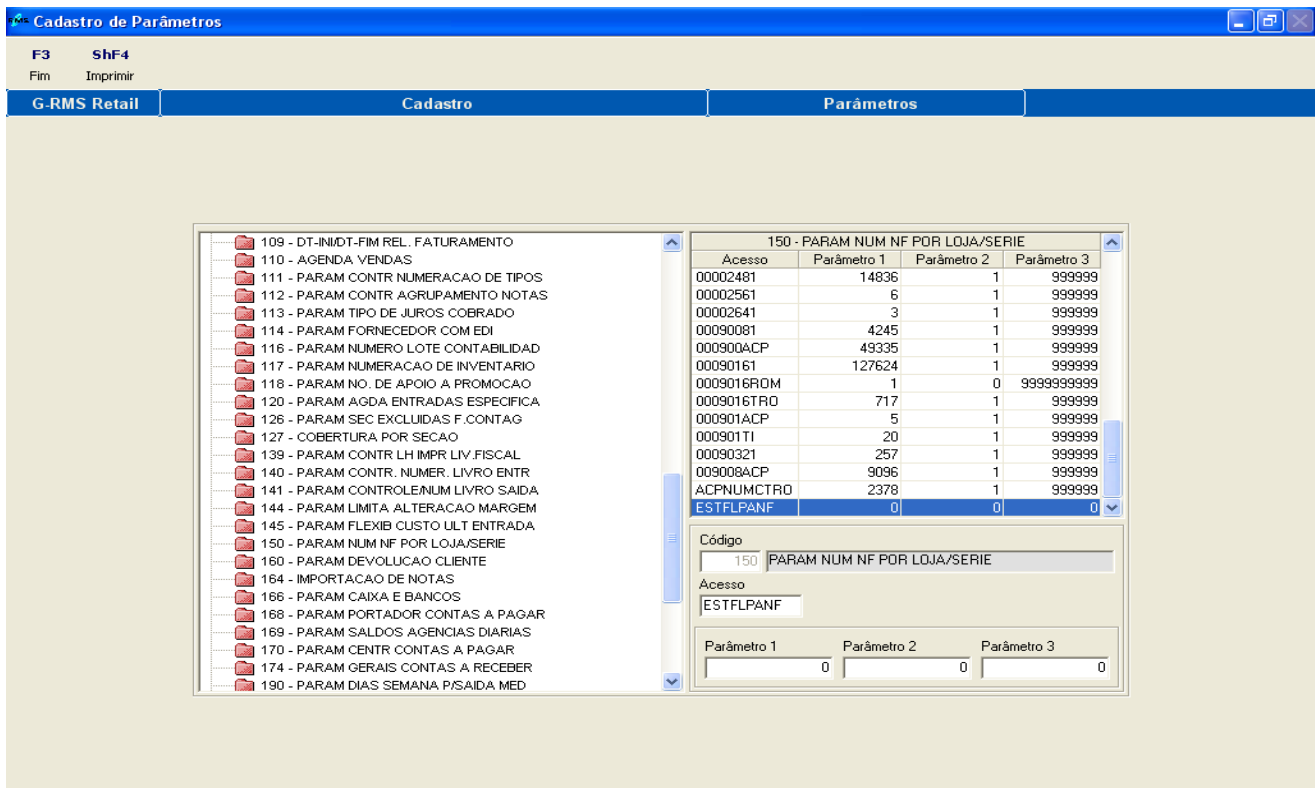 RMS Cadastro de Parâmetros
F3 ShF4
Fim Imprimir
G-RMS Retail Cadastro Parâmetros
109 - DT-INI/DT-FIM REL. FATURAMENTO
110 - AGENDA VENDAS
111 - PARAM CONTR NUMERACAO DE TIPOS
112 - PARAM CONTR AGRUPAMENTO NOTAS
113 - PARAM TIPO DE JUROS COBRADO
114 - PARAM FORNECEDOR COM EDI
116 - PARAM NUMERO LOTE CONTABILIDAD
117 - PARAM NUMERACAO DE INVENTARIO
118 - PARAM NO. DE APOIO A PROMOCAO
120 - PARAM AGDA ENTRADAS ESPECIFICA
126 - PARAM SEC EXCLUIDAS F.CONTAG
127 - COBERTURA POR SECAO
139 - PARAM CONTR LH IMPR LIV.FISCAL
140 - PARAM CONTR. NUMER. LIVRO ENTR
141 - PARAM CONTROLE/NUM LIVRO SAIDA
144 - PARAM LIMITA ALTERACAO MARGEM
145 - PARAM FLEXIB CUSTO ULT ENTRADA
150 - PARAM NUM NF POR LOJA/SERIE
160 - PARAM DEVOLUCAO CLIENTE
164 - IMPORTACAO DE NOTAS
166 - PARAM CAIXA E BANCOS
168 - PARAM PORTADOR CONTAS A PAGAR
169 - PARAM SALDOS AGENCIAS DIARIAS
170 - PARAM CENTR CONTAS A PAGAR
174 - PARAM GERAIS CONTAS A RECEBER
190 - PARAM DIAS SEMANA P/SAIDA MED
150 - PARAM NUM NF POR LOJA/SERIE
Acesso Parâmetro 1 Parâmetro 2 Parâmetro 3
00002481 14836 1 999999
00002561 6 1 999999
00002641 3 1 999999
00090081 4245 1 999999
000900ACP 49335 1 999999
00090161 127624 1 999999
0009016ROM 1 0 9999999999
0009016TRO 717 1 999999
000901ACP 5 1 999999
000901TI 20 1 999999
00090321 257 1 999999
009008ACP 9096 1 999999
ACPNUMCTRO 2378 1 999999
ESTFLPANF 0 0 0
Código
150 PARAM NUM NF POR LOJA/SERIE
Acesso
ESTFLPANF
Parâmetro 1 Parâmetro 2 Parâmetro 3
0 0 0